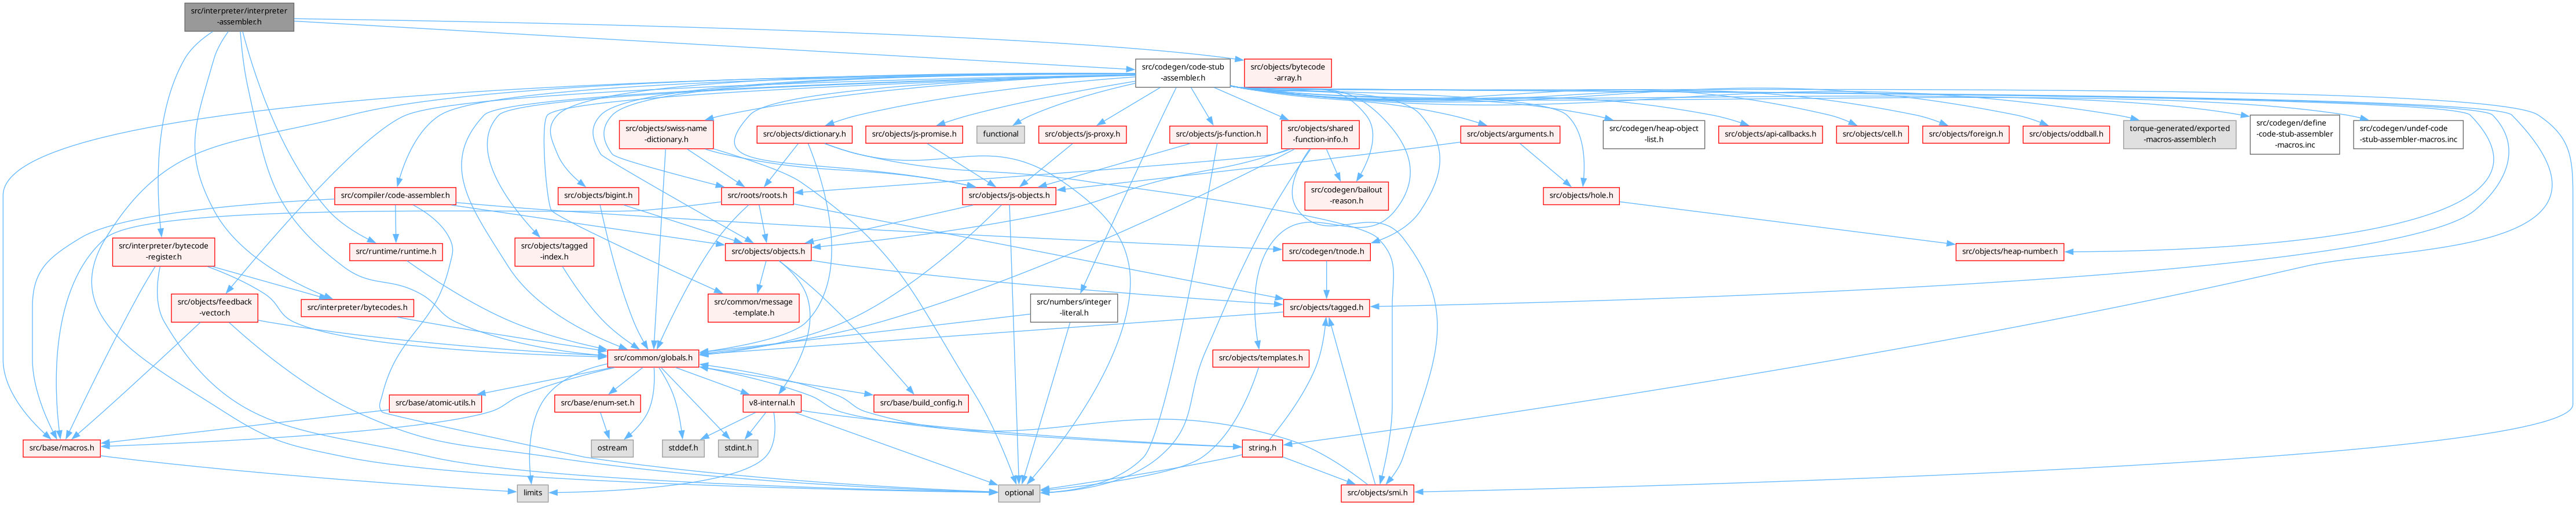 src/interpreter/interpreter
-assembler.h
src/codegen/code-stub
-assembler.h
src/objects/bytecode
-array.h
src/objects/swiss-name
-dictionary.h
src/objects/dictionary.h
src/objects/js-promise.h
functional
src/objects/js-proxy.h
src/objects/js-function.h
src/objects/shared
-function-info.h
src/objects/arguments.h
src/codegen/heap-object
-list.h
src/objects/api-callbacks.h
src/objects/cell.h
src/objects/foreign.h
src/objects/oddball.h
torque-generated/exported
-macros-assembler.h
src/codegen/define
-code-stub-assembler
-macros.inc
src/codegen/undef-code
-stub-assembler-macros.inc
src/compiler/code-assembler.h
src/objects/bigint.h
src/roots/roots.h
src/objects/js-objects.h
src/codegen/bailout
-reason.h
src/objects/hole.h
src/interpreter/bytecode
-register.h
src/runtime/runtime.h
src/objects/tagged
-index.h
src/objects/objects.h
src/codegen/tnode.h
src/objects/heap-number.h
src/objects/feedback
-vector.h
src/interpreter/bytecodes.h
src/common/message
-template.h
src/numbers/integer
-literal.h
src/objects/tagged.h
src/common/globals.h
src/objects/templates.h
src/base/atomic-utils.h
src/base/enum-set.h
v8-internal.h
src/base/build_config.h
src/base/macros.h
ostream
stddef.h
stdint.h
string.h
limits
optional
src/objects/smi.h